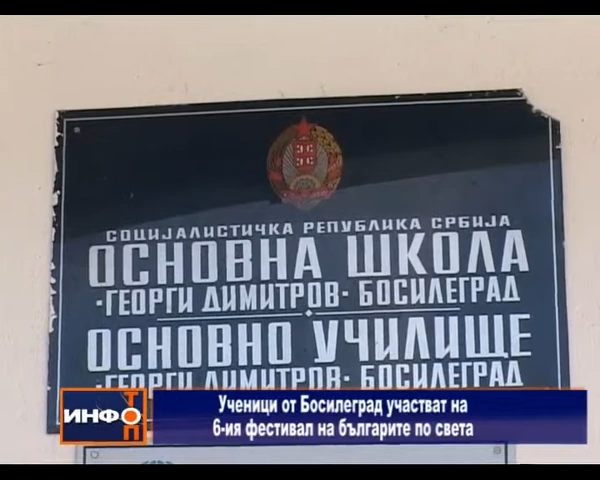 СОЦИЈАЛИСТИЧКА РЕПУБЛИКА СРБИЈА
ОСНОВНА ШКОЛА
·ГЕОРГИ ДИМИТРОВ· БОСИЛЕГРАД
ОСНОВНО УЧИЛИЩЕ
·ГЕОРГИ ДИМИТРОВ· БОСИЛЕГРАД
ИНФО
ТОП
Ученици от Босилеград участват на
6-ия фестивал на българите по света